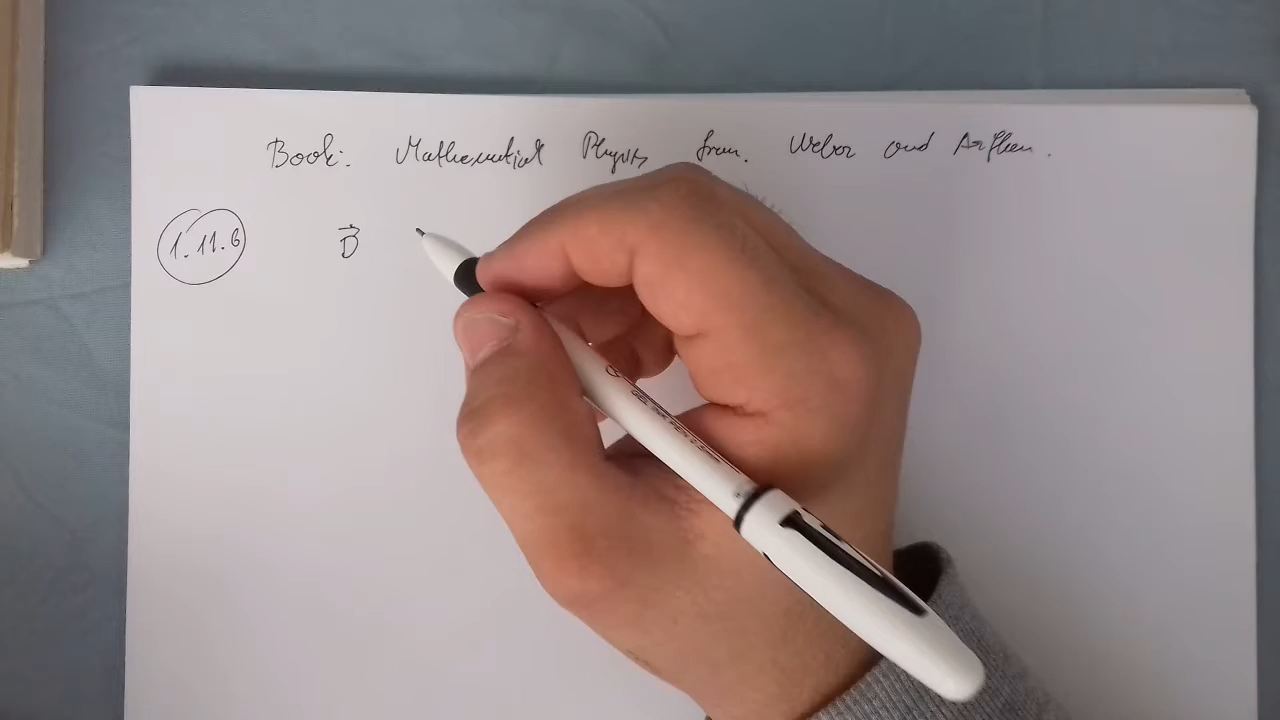 Book: Mathematical Physics from Weber and Arfken.
1.11.6 B⃗